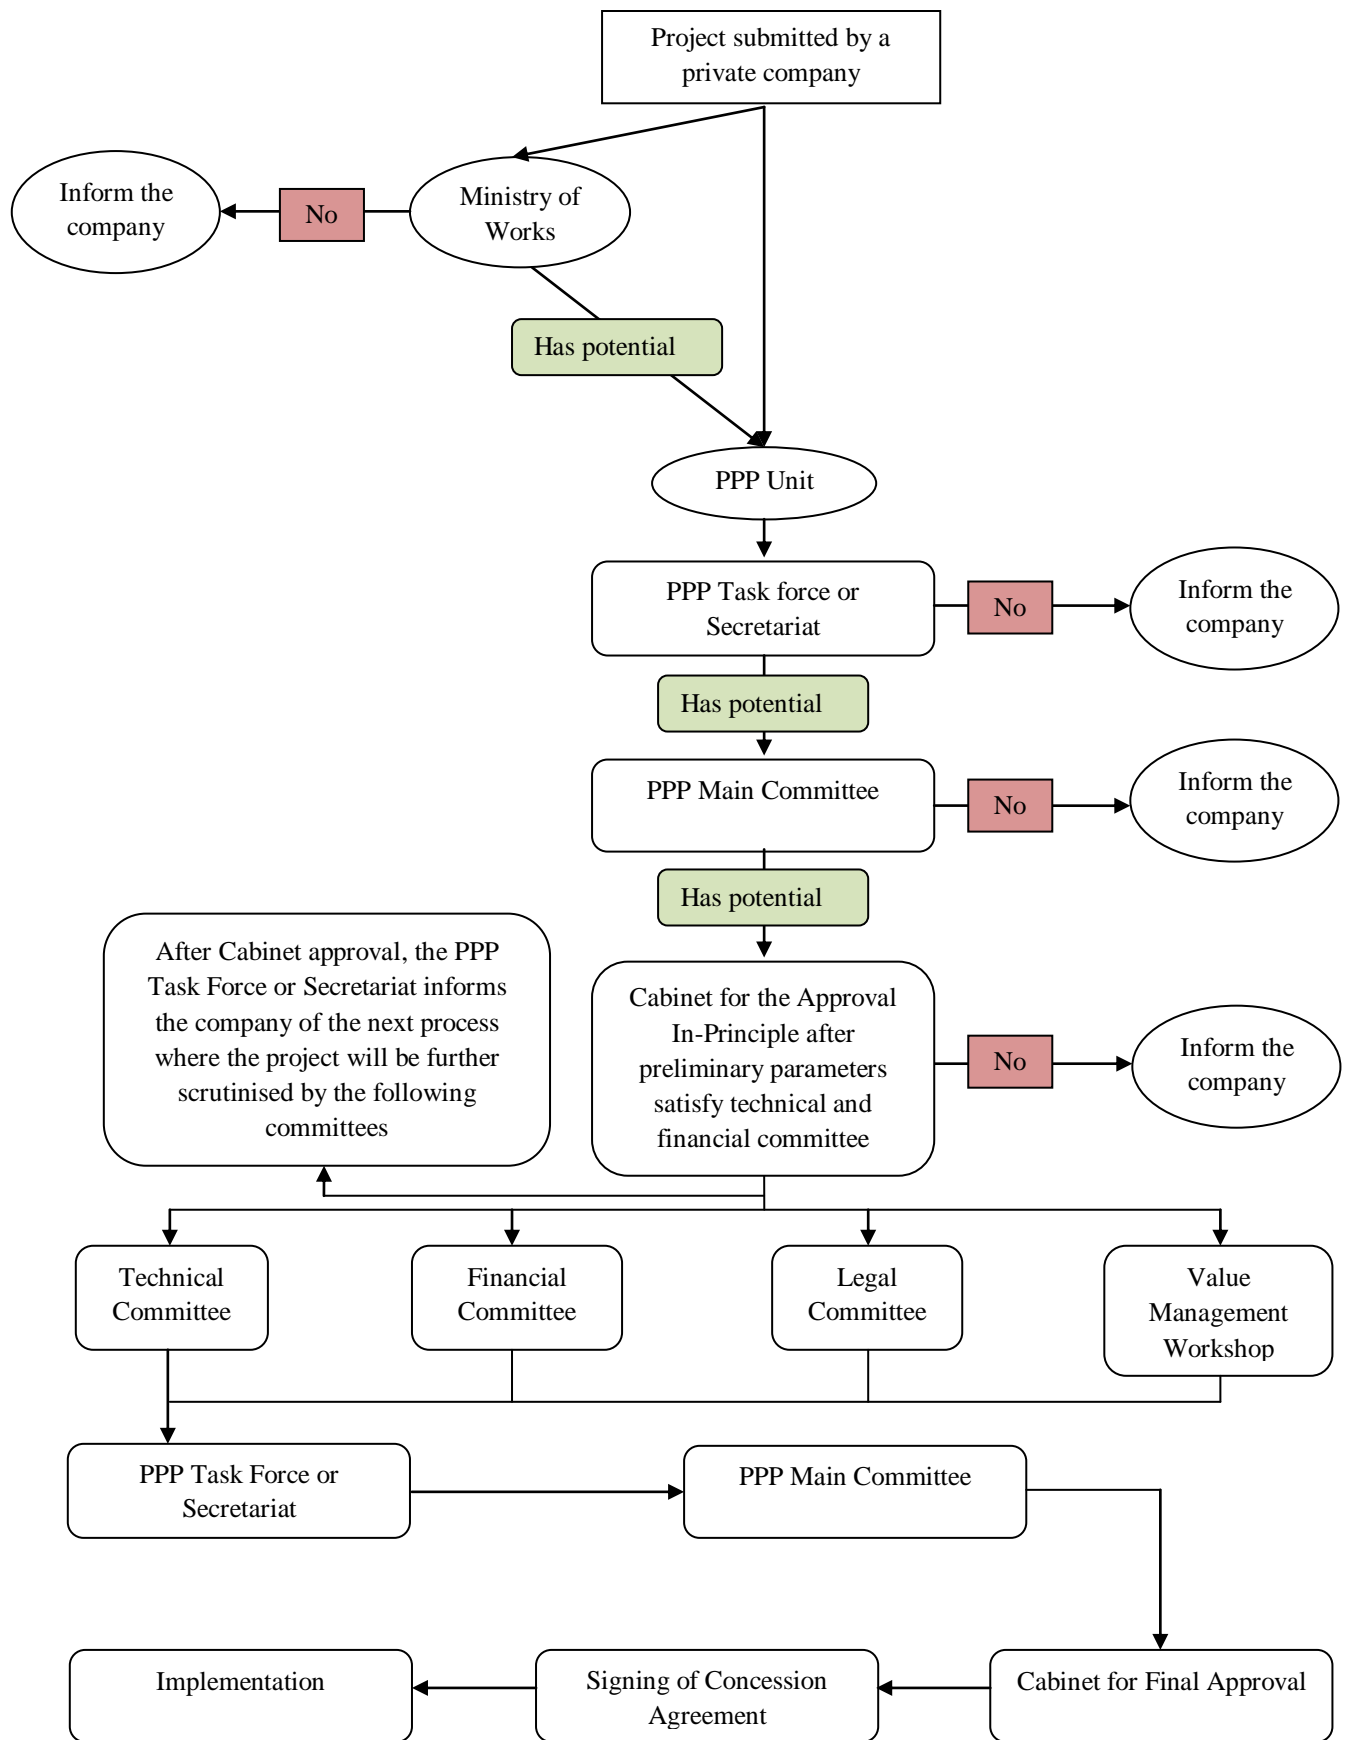 Project submitted by a
private company
Inform the
company
No
Ministry of
Works
Has potential
PPP Unit
PPP Task force or
Secretariat
No
Inform the
company
Has potential
PPP Main Committee
No
Inform the
company
Has potential
After Cabinet approval, the PPP
Task Force or Secretariat informs
the company of the next process
where the project will be further
scrutinised by the following
committees
Cabinet for the Approval
In-Principle after
preliminary parameters
satisfy technical and
financial committee
No
Inform the
company
Technical
Committee
Financial
Committee
Legal
Committee
Value
Management
Workshop
PPP Task Force or
Secretariat
PPP Main Committee
Implementation
Signing of Concession
Agreement
Cabinet for Final Approval